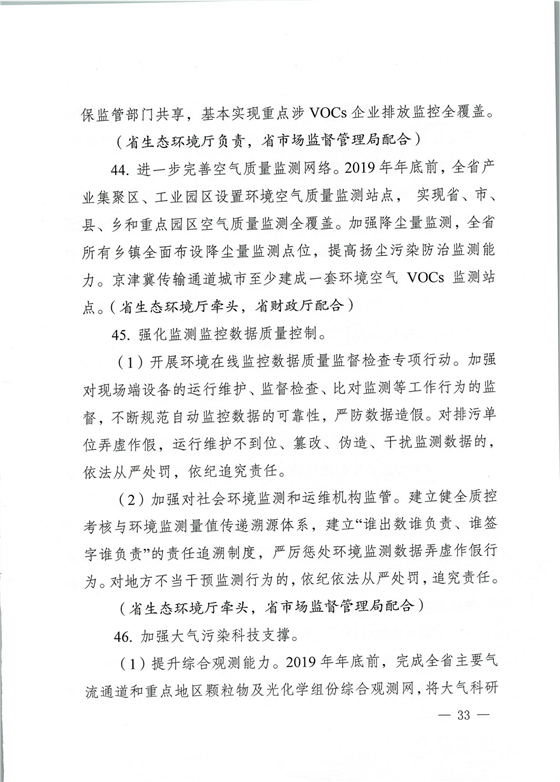 保监管部门共享，基本实现重点涉 VOCs 企业排放监控全覆盖。
（省生态环境厅负责，省市场监督管理局配合）
44. 进一步完善空气质量监测网络。2019 年年底前，全省产
业集聚区、工业园区设置环境空气质量监测站点， 实现省、市、
县、乡和重点园区空气质量监测全覆盖。加强降尘量监测，全省
所有乡镇全面布设降尘量监测点位，提高扬尘污染防治监测能
力。京津冀传输通道城市至少建成一套环境空气 VOCs 监测站
点。（省生态环境厅牵头，省财政厅配合）
45. 强化监测监控数据质量控制。
（1）开展环境在线监控数据质量监督检查专项行动。加强
对现场端设备的运行维护、监督检查、比对监测等工作行为的监
督，不断规范自动监控数据的可靠性，严防数据造假。对排污单
位弄虚作假，运行维护不到位、篡改、伪造、干扰监测数据的，
依法从严处罚，依纪追究责任。
（2）加强对社会环境监测和运维机构监管。建立健全质控
考核与环境监测量值传递溯源体系，建立“谁出数谁负责、谁签
字谁负责”的责任追溯制度，严厉惩处环境监测数据弄虚作假行
为。对地方不当干预监测行为的，依纪依法从严处罚，追究责任。
（省生态环境厅牵头，省市场监督管理局配合）
46. 加强大气污染科技支撑。
（1）提升综合观测能力。2019 年年底前，完成全省主要气
流通道和重点地区颗粒物及光化学组份综合观测网，将大气科研
— 33 —